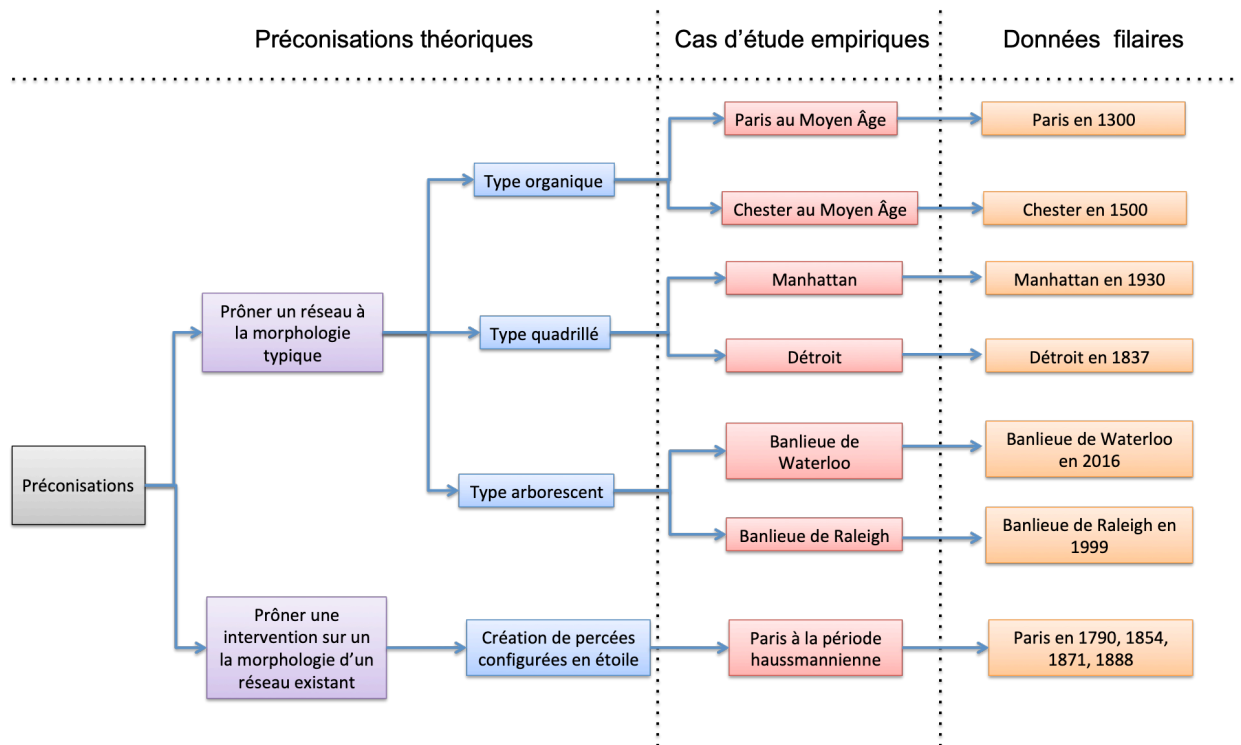 Préconisations théoriques
Cas d'étude empiriques
Données filaires
Paris au Moyen Âge
Paris en 1300
Type organique
Chester au Moyen Âge
Chester en 1500
Manhattan
Manhattan en 1930
Prôner un réseau à
la morphologie
typique
Type quadrillé
Détroit
Détroit en 1837
Banlieue de
Waterloo
Banlieue de Waterloo
en 2016
Préconisations
Type arborescent
Banlieue de Raleigh
Banlieue de Raleigh en
1999
Prôner une
intervention sur un
la morphologie d'un
réseau existant
Création de percées
configurées en étoile
Paris à la période
haussmannienne
Paris en 1790, 1854,
1871, 1888